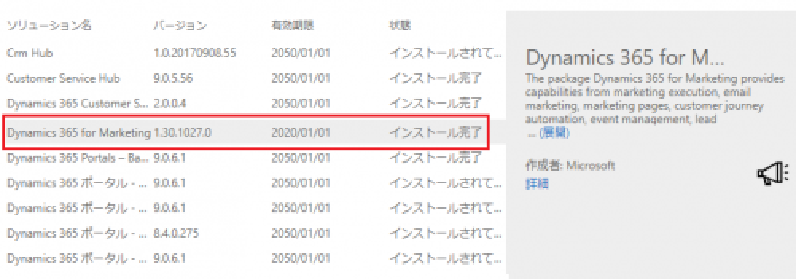 ソリューション名 バージョン 有効期限 状態
Crm Hub 1.0.20170908.55 2050/01/01 インストールされて...
Customer Service Hub 9.0.5.56 2050/01/01 インストール完了
Dynamics 365 Customer S... 2.0.0.4 2050/01/01 インストール完了
Dynamics 365 for Marketing 1.30.1027.0 2020/01/01 インストール完了
Dynamics 365 Portals – Ba... 9.0.6.1 2050/01/01 インストール完了
Dynamics 365 ポータル - ... 9.0.6.1 2050/01/01 インストールされて...
Dynamics 365 ポータル - ... 9.0.6.1 2050/01/01 インストールされて...
Dynamics 365 ポータル - ... 8.4.0.275 2050/01/01 インストールされて...
Dynamics 365 ポータル - ... 9.0.6.1 2050/01/01 インストールされて...
Dynamics 365 for M...
The package Dynamics 365 for Marketing provides
capabilities from marketing execution, email
marketing, marketing pages, customer journey
automation, event management, lead
... (展開)
作成者: Microsoft
詳細